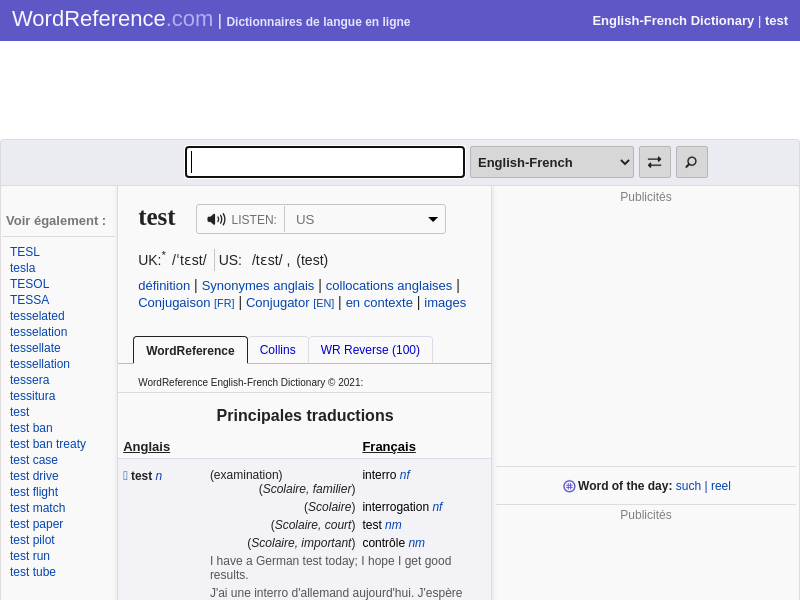 WordReference.com | Dictionnaires de langue en ligne
English-French Dictionary | test
English-French
Voir également :
TESL
tesla
TESOL
TESSA
tesselated
tesselation
tessellate
tessellation
tessera
tessitura
test
test ban
test ban treaty
test case
test drive
test flight
test match
test paper
test pilot
test run
test tube
test
LISTEN:
US
UK:* /ˈtɛst/ US: /tɛst/ , (test)
définition | Synonymes anglais | collocations anglaises |
Conjugaison [FR] | Conjugator [EN] | en contexte | images
WordReference
Collins
WR Reverse (100)
WordReference English-French Dictionary © 2021:
Principales traductions
Anglais Français
test n (examination) interro nf
(Scolaire, familier)
(Scolaire) interrogation nf
(Scolaire, court) test nm
(Scolaire, important) contrôle nm
I have a German test today; I hope I get good
results.
J'ai une interro d'allemand aujourd'hui. J'espère
Publicités
Word of the day: such | reel
Publicités